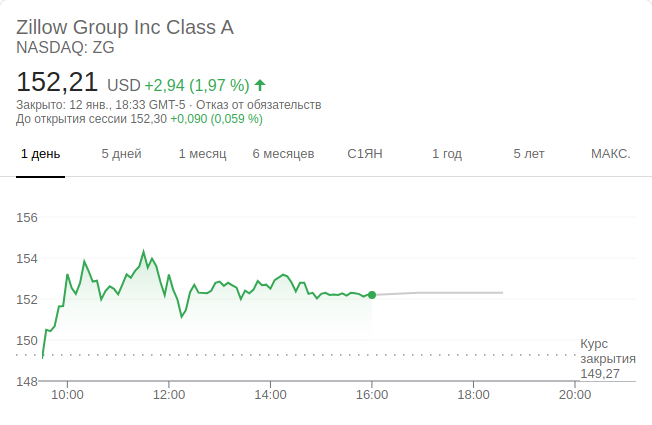 Zillow Group Inc Class A
NASDAQ: ZG
152,21 USD +2,94 (1,97 %)
Закрыто: 12 янв., 18:33 GMT-5 · Отказ от обязательств
До открытия сессии 152,30 +0,090 (0,059 %)
1 день 5 дней 1 месяц 6 месяцев С1ЯН 1 год 5 лет МАКС.
156
154
152
150
Курс
закрытия
149,27
148
10:00 12:00 14:00 16:00 18:00 20:00